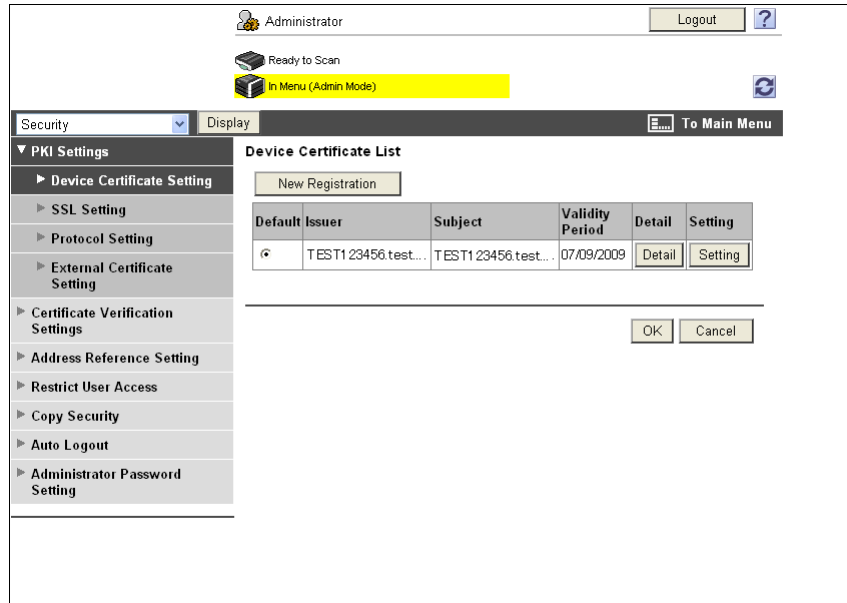 Administrator
Logout
?
Ready to Scan
In Menu (Admin Mode)
Security
Display
To Main Menu
PKI Settings
Device Certificate Setting
SSL Setting
Protocol Setting
External Certificate
Setting
Certificate Verification
Settings
Address Reference Setting
Restrict User Access
Copy Security
Auto Logout
Administrator Password
Setting
Device Certificate List
New Registration
Default Issuer Subject Validity Period Detail Setting
TEST123456.test.... TEST123456.test... . 07/09/2009 Detail Setting
OK Cancel